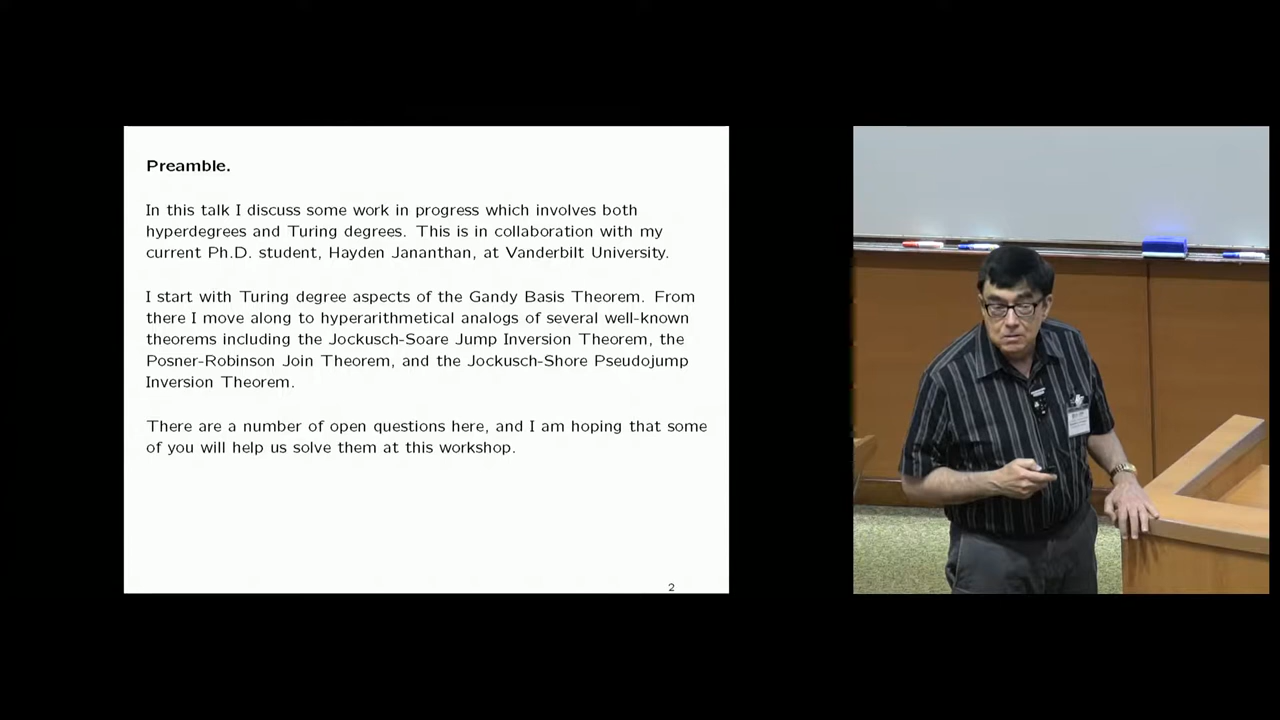 Preamble.
In this talk I discuss some work in progress which involves both
hyperdegrees and Turing degrees. This is in collaboration with my
current Ph.D. student, Hayden Jananthan, at Vanderbilt University.
I start with Turing degree aspects of the Gandy Basis Theorem. From
there I move along to hyperarithmetical analogs of several well-known
theorems including the Jockusch-Soare Jump Inversion Theorem, the
Posner-Robinson Join Theorem, and the Jockusch-Shore Pseudojump
Inversion Theorem.
There are a number of open questions here, and I am hoping that some
of you will help us solve them at this workshop.
2